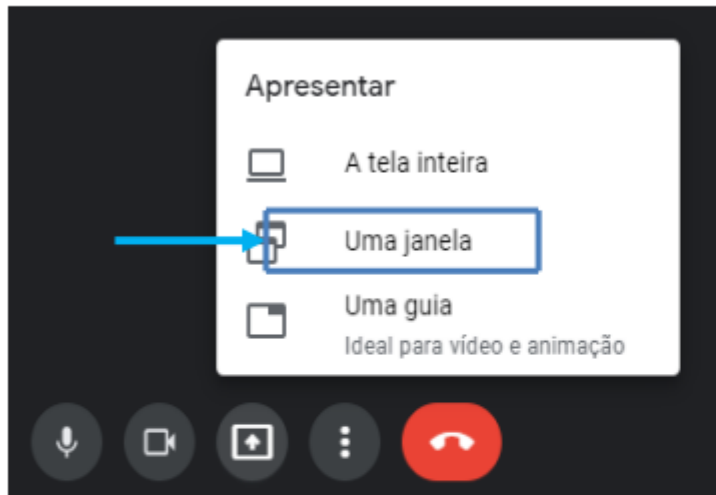 Apresentar
A tela inteira
Uma janela
Uma guia
Ideal para vídeo e animação